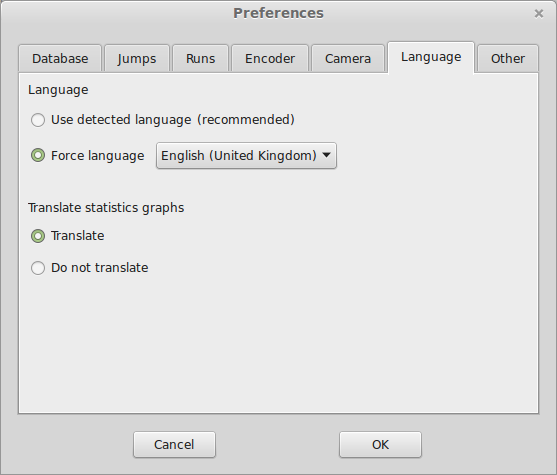 Preferences
Database Jumps Runs Encoder Camera Language Other
Language
Use detected language (recommended)
Force language English (United Kingdom)
Translate statistics graphs
Translate
Do not translate
Cancel OK